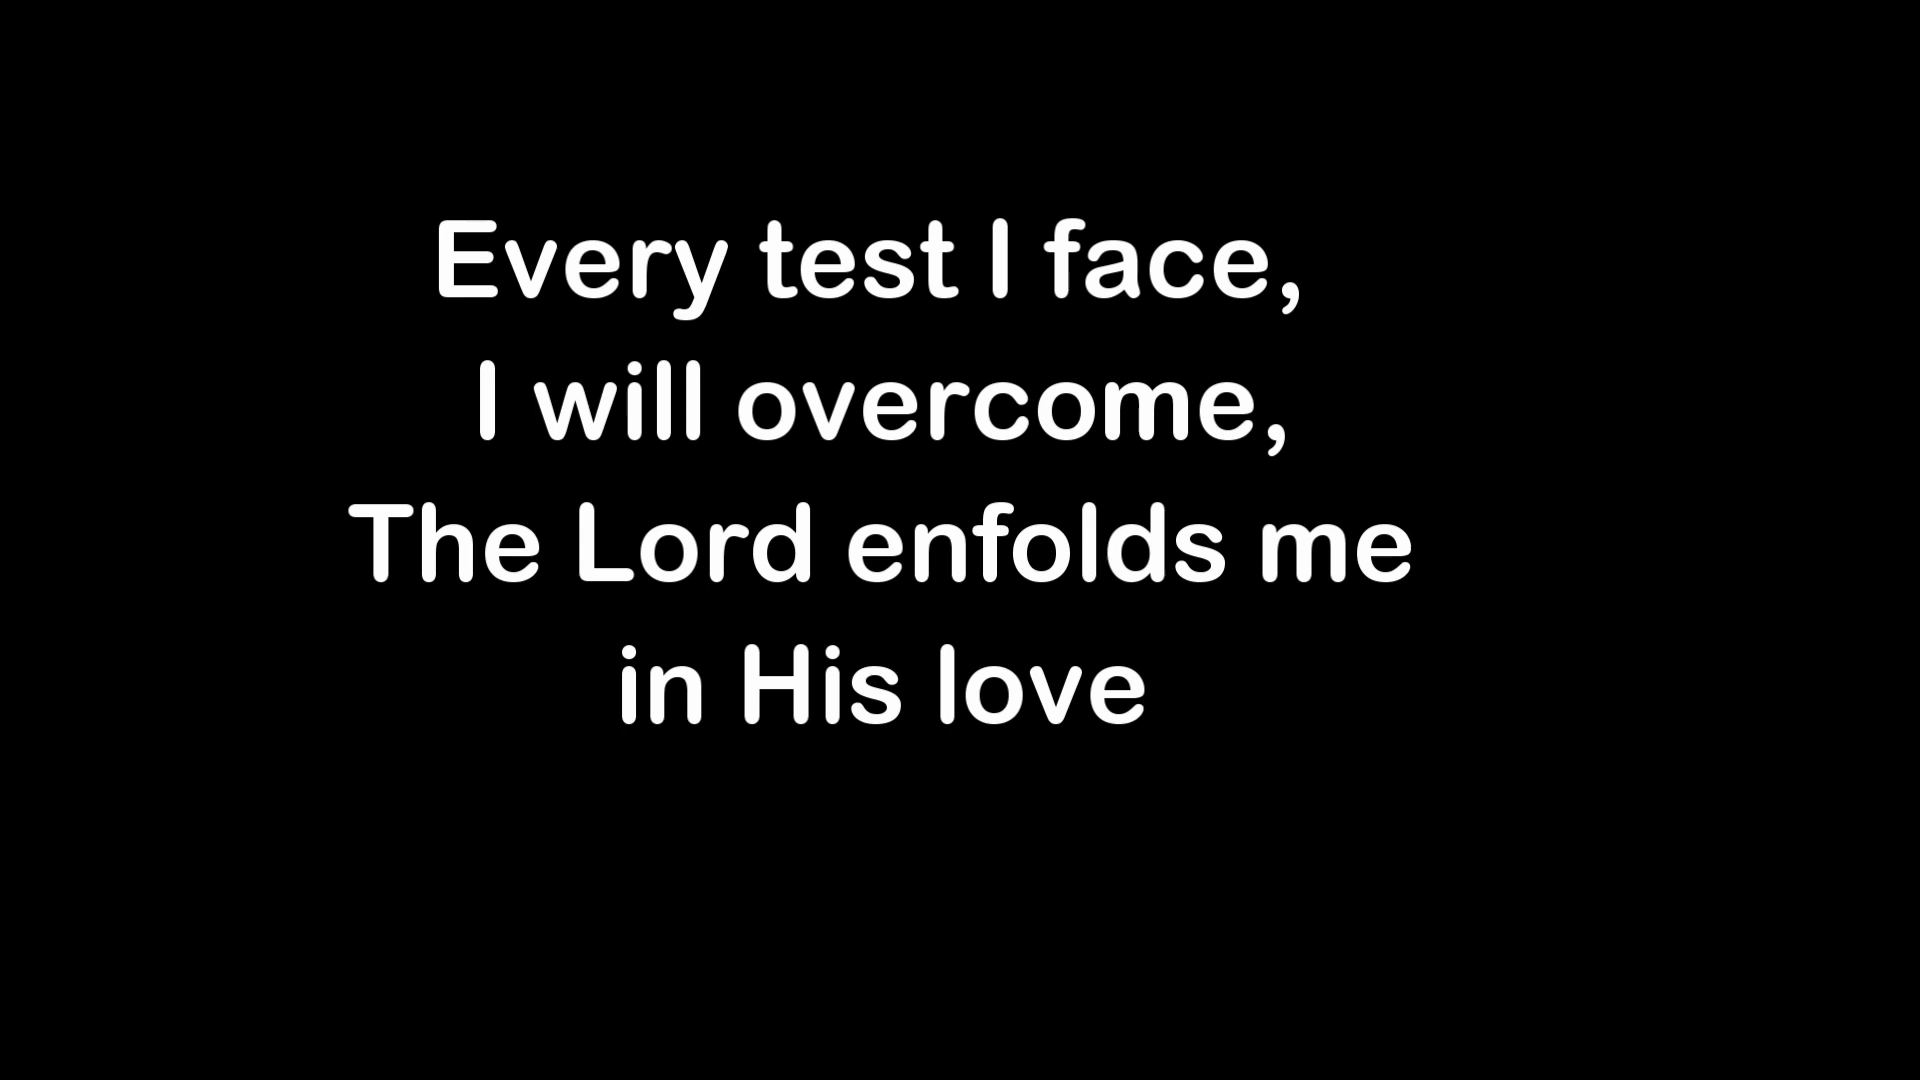 Every test I face,
I will overcome,
The Lord enfolds me
in His love